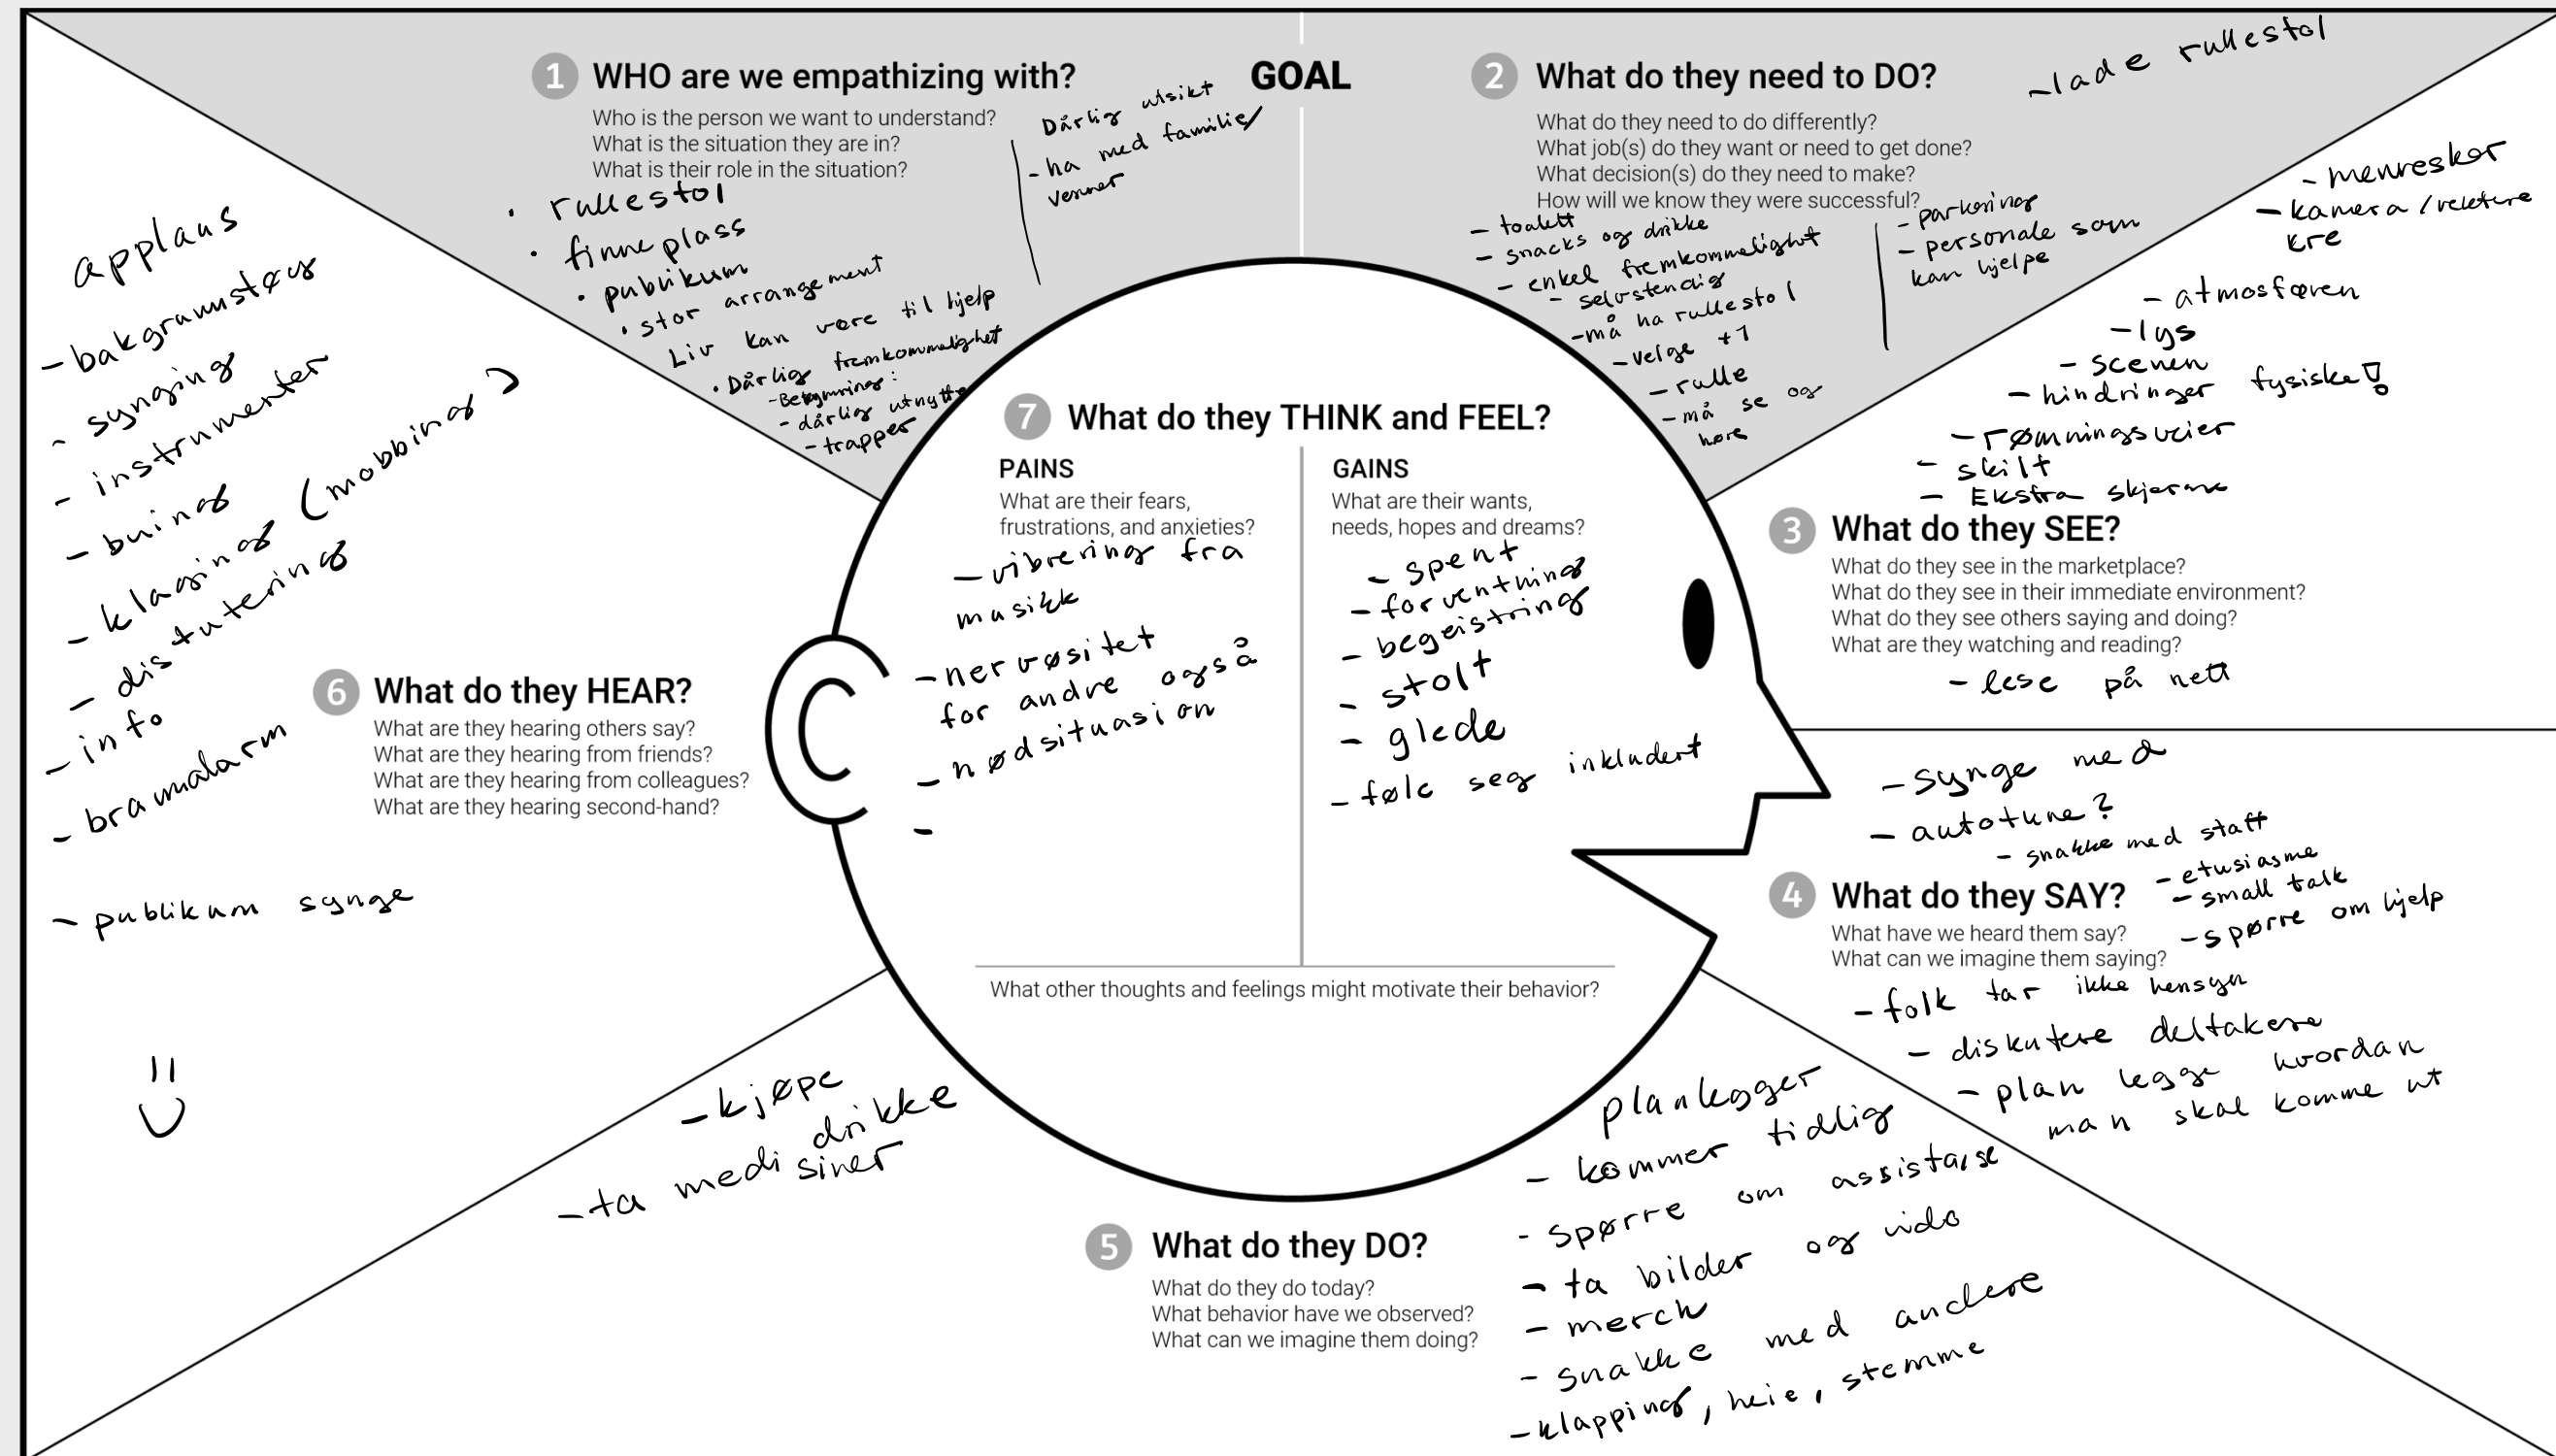 GOAL
1 WHO are we empathizing with?
Who is the person we want to understand?
What is the situation they are in?
What is their role in the situation?
• rullestol
• finne plass
• publikum
• stor arrangement
Liv kan være til hjelp
• Dårlig fremkommelighet
- Bekymring:
- dårlig utnytte
- trapper
Dårlig utsikt
- ha med familie/
venner
2 What do they need to DO?
What do they need to do differently?
What job(s) do they want or need to get done?
What decision(s) do they need to make?
How will we know they were successful?
- lade rullestol
- toalett
- snacks og drikke
- enkel fremkommelighet
- selvstendig
- må ha rullestol
- velge +1
- rulle
- må se og
høre
- parkering
- personale som
kan hjelpe
- mennesker
- kamera /
- atmosfæren
- lys
- scenen
- hindringer fysiske!
- rømningsveier
- skilt
- Ekstra skjerme
3 What do they SEE?
What do they see in the marketplace?
What do they see in their immediate environment?
What do they see others saying and doing?
What are they watching and reading?
- lese på nett
- synge med
- autotune?
- snakke med staff
- etusiasme
- small talk
- spørre om hjelp
4 What do they SAY?
What have we heard them say?
What can we imagine them saying?
- folk tar ikke hensyn
- diskutere deltakere
- plan legge hvordan
man skal komme ut
5 What do they DO?
What do they do today?
What behavior have we observed?
What can we imagine them doing?
planlegger
- kommer tidlig
- spørre om assistanse
- ta bilder og vido
- merch
- snakke med andere
- klapping, heie, stemme
- kjøpe
drikke
- ta medi siner
applaus
- bakgrunnstøy
- synging
- instrumenter
- buing
- klaging (mobbing)
- distutering
- info
- brannalarm
- publikum synge
6 What do they HEAR?
What are they hearing others say?
What are they hearing from friends?
What are they hearing from colleagues?
What are they hearing second-hand?
7 What do they THINK and FEEL?
PAINS
What are their fears,
frustrations, and anxieties?
- vibrering fra
musikk
- nervøsitet
for andre også
- nødsituasion
-
GAINS
What are their wants,
needs, hopes and dreams?
- spent
- forventning
- begeistring
- stolt
- glede
- føle seg inkludert
What other thoughts and feelings might motivate their behavior?